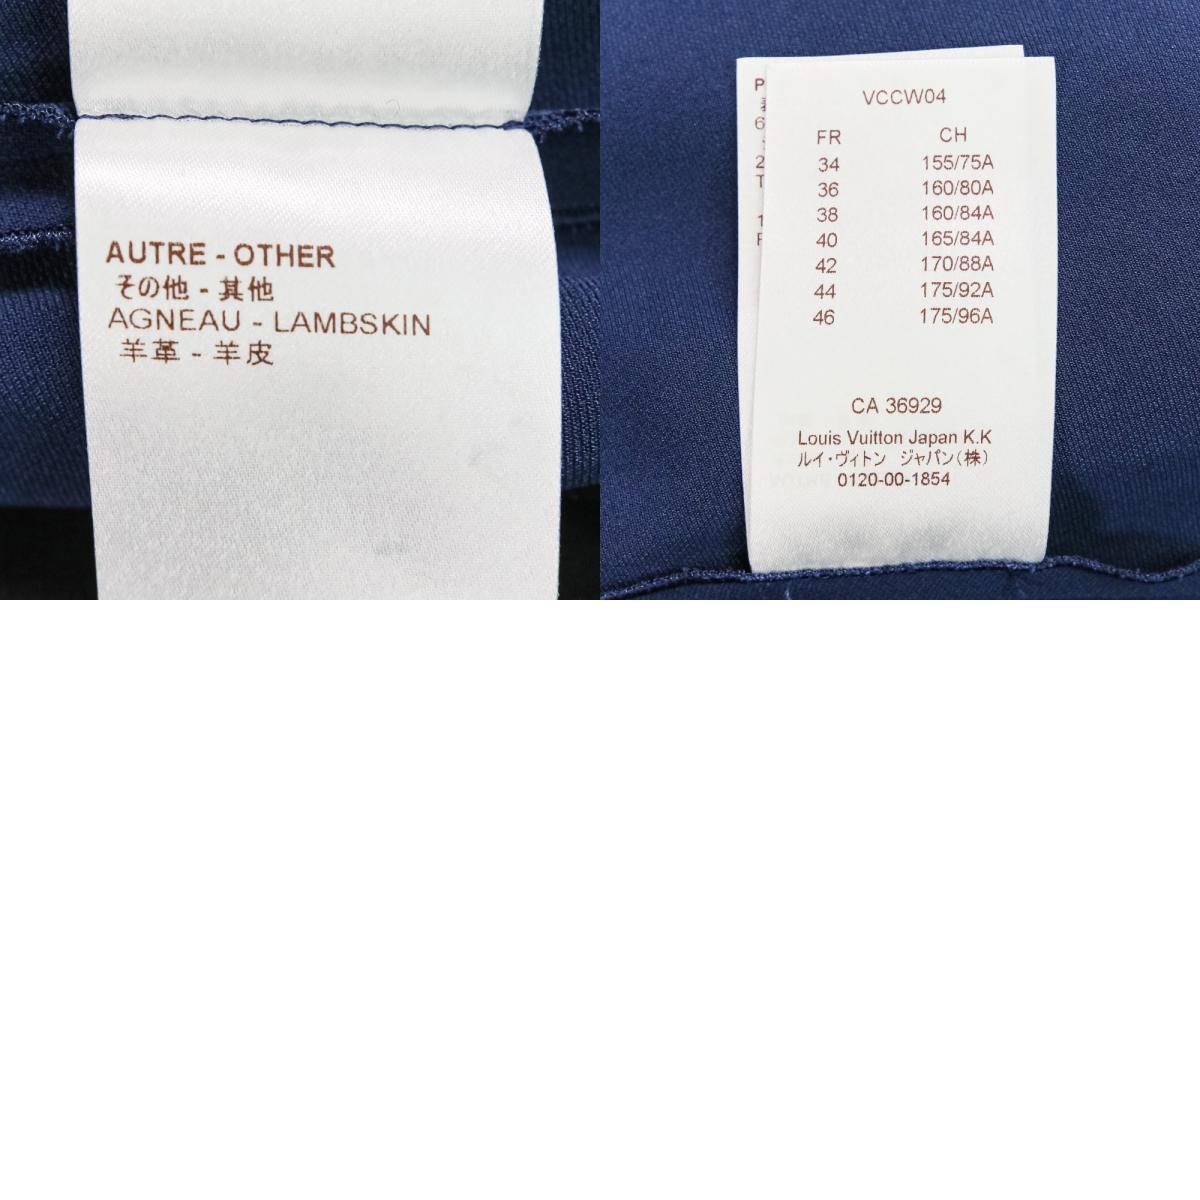 AUTRE - OTHER
その他 - 其他
AGNEAU - LAMBSKIN
羊革 - 羊皮
VCCW04
FR CH
34 155/75A
36 160/80A
38 160/84A
40 165/84A
42 170/88A
44 175/92A
46 175/96A
CA 36929
Louis Vuitton Japan K.K
ルイ・ヴィトン ジャパン(株)
0120-00-1854